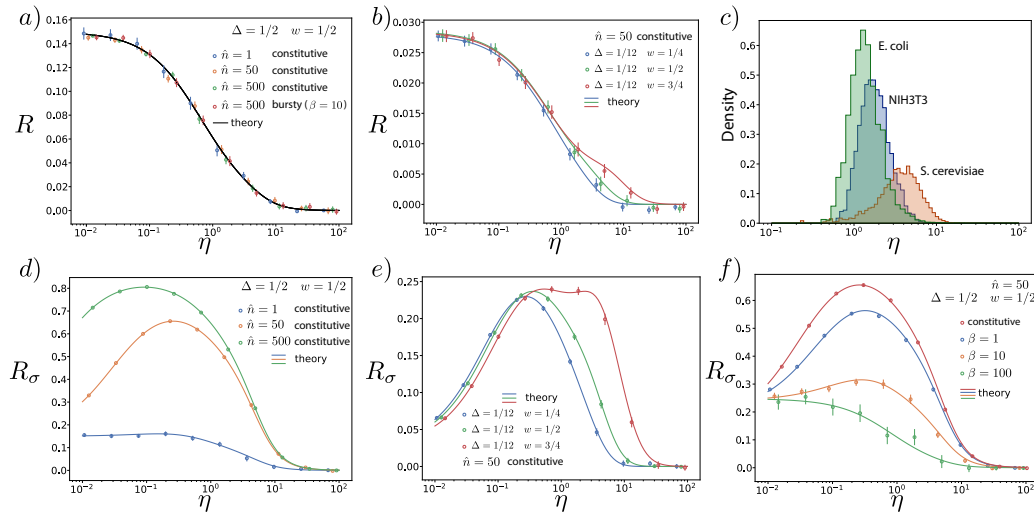 a)
Δ = 1/2 w = 1/2
n̂ = 1 constitutive
n̂ = 50 constitutive
n̂ = 500 constitutive
n̂ = 500 bursty (β = 10)
theory
R
0.16
0.14
0.12
0.10
0.08
0.06
0.04
0.02
0.00
10⁻² 10⁻¹ 10⁰ 10¹ 10²
η
b)
n̂ = 50 constitutive
Δ = 1/12 w = 1/4
Δ = 1/12 w = 1/2
Δ = 1/12 w = 3/4
theory
R
0.030
0.025
0.020
0.015
0.010
0.005
0.000
10⁻² 10⁻¹ 10⁰ 10¹ 10²
η
c)
E. coli
NIH3T3
S. cerevisiae
Density
0.6
0.5
0.4
0.3
0.2
0.1
0.0
10⁻¹ 10⁰ 10¹ 10²
η
d)
Δ = 1/2 w = 1/2
n̂ = 1 constitutive
n̂ = 50 constitutive
n̂ = 500 constitutive
theory
Rσ
0.8
0.7
0.6
0.5
0.4
0.3
0.2
0.1
0.0
10⁻² 10⁻¹ 10⁰ 10¹ 10²
η
e)
theory
Δ = 1/12 w = 1/4
Δ = 1/12 w = 1/2
Δ = 1/12 w = 3/4
n̂ = 50 constitutive
Rσ
0.25
0.20
0.15
0.10
0.05
0.00
10⁻² 10⁻¹ 10⁰ 10¹ 10²
η
f)
n̂ = 50
Δ = 1/2 w = 1/2
constitutive
β = 1
β = 10
β = 100
theory
Rσ
0.7
0.6
0.5
0.4
0.3
0.2
0.1
0.0
10⁻² 10⁻¹ 10⁰ 10¹ 10²
η